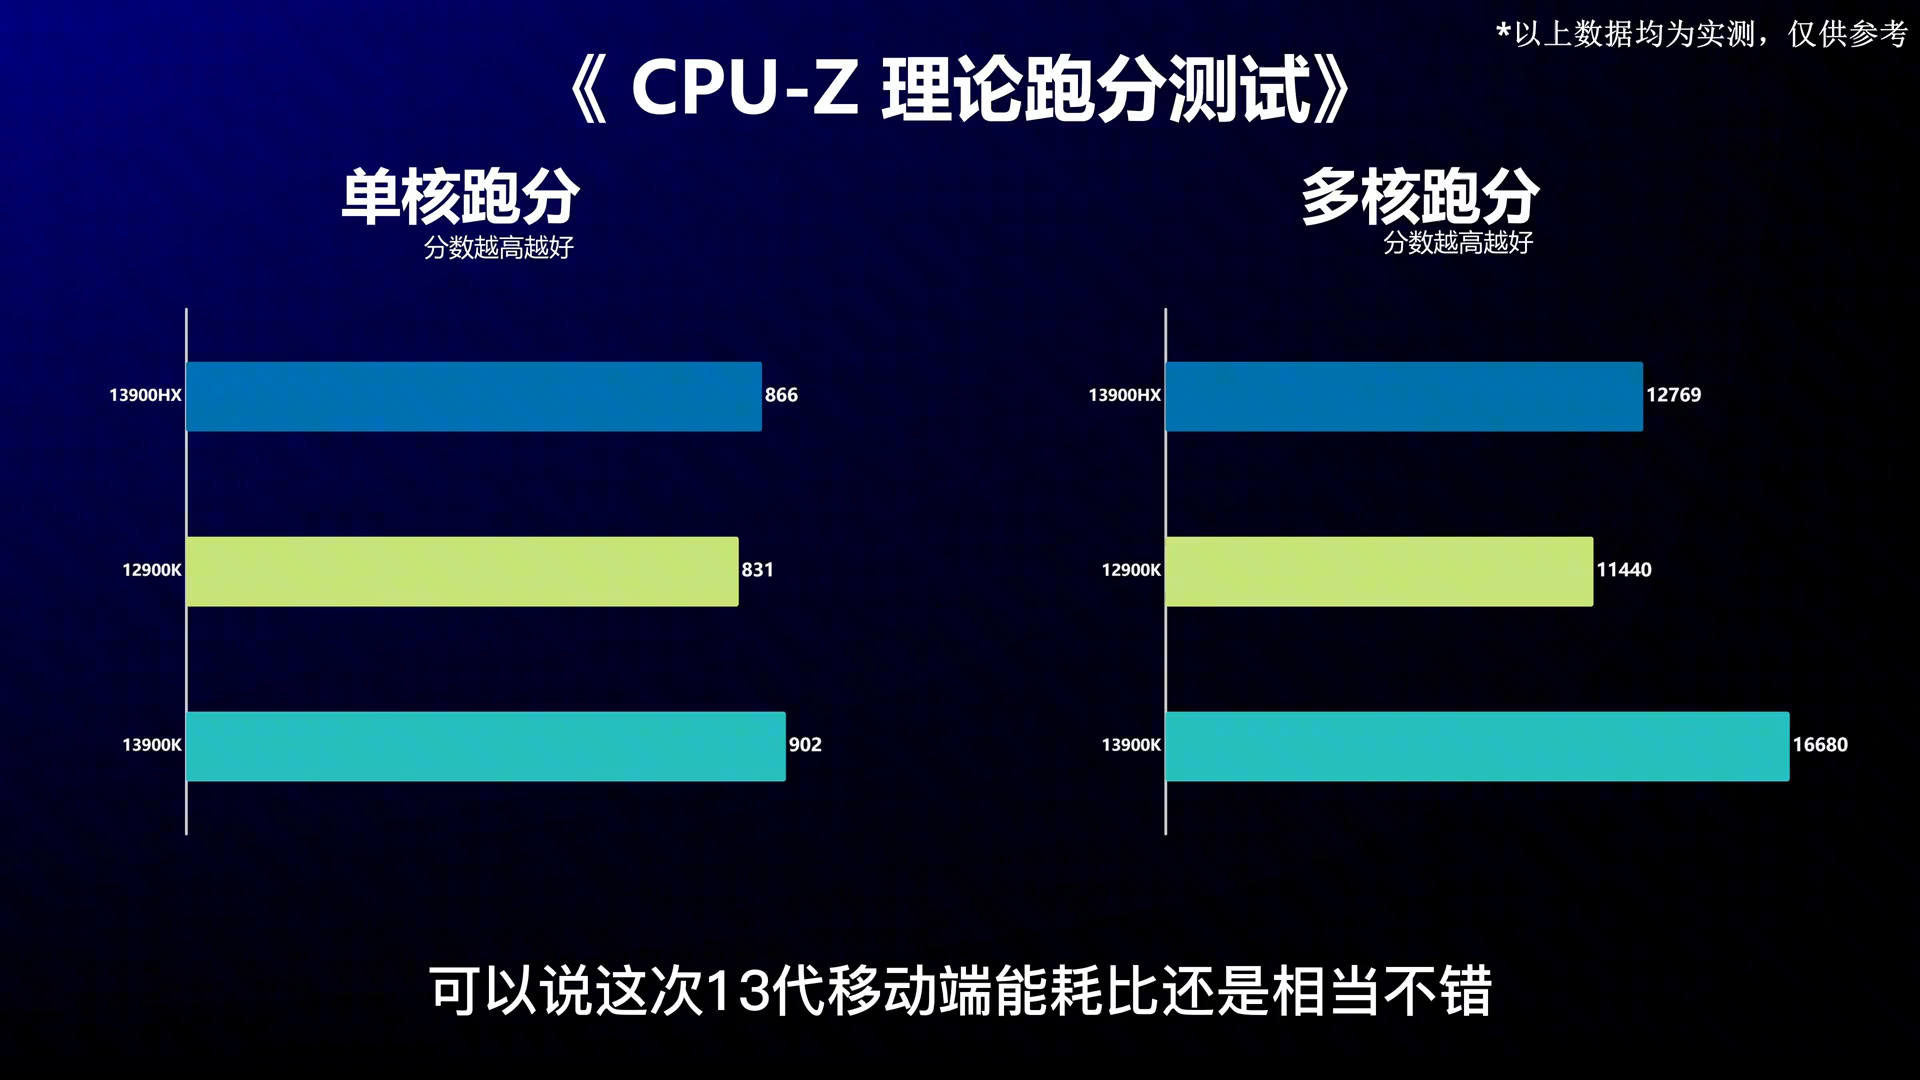 *以上数据均为实测，仅供参考
《 CPU-Z 理论跑分测试》
单核跑分
分数越高越好
13900HX
866
12900K
831
13900K
902
多核跑分
分数越高越好
13900HX
12769
12900K
11440
13900K
16680
可以说这次13代移动端能耗比还是相当不错